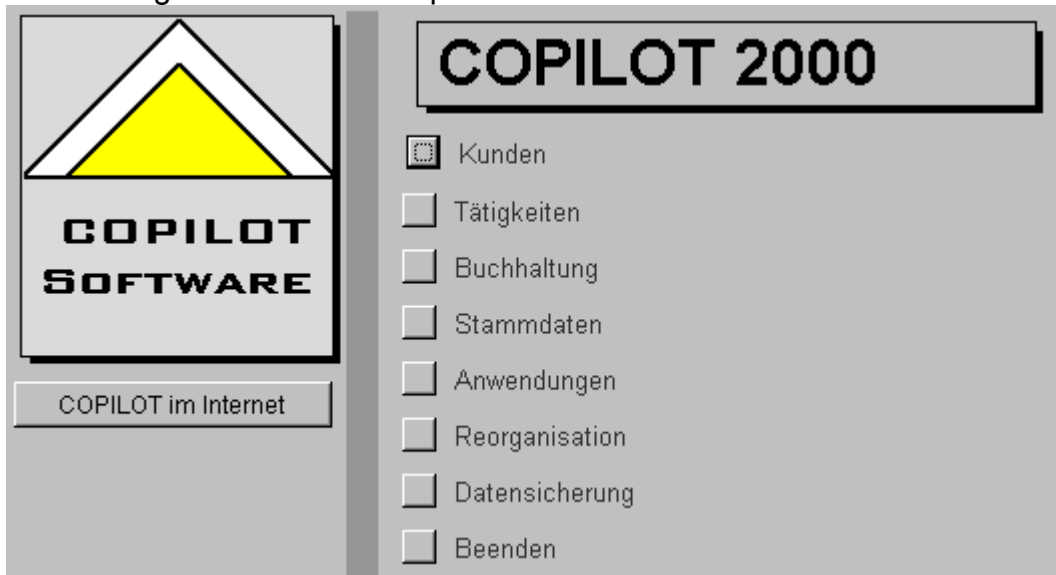 COPILOT
SOFTWARE
COPILOT im Internet
COPILOT 2000
Kunden
Tätigkeiten
Buchhaltung
Stammdaten
Anwendungen
Reorganisation
Datensicherung
Beenden